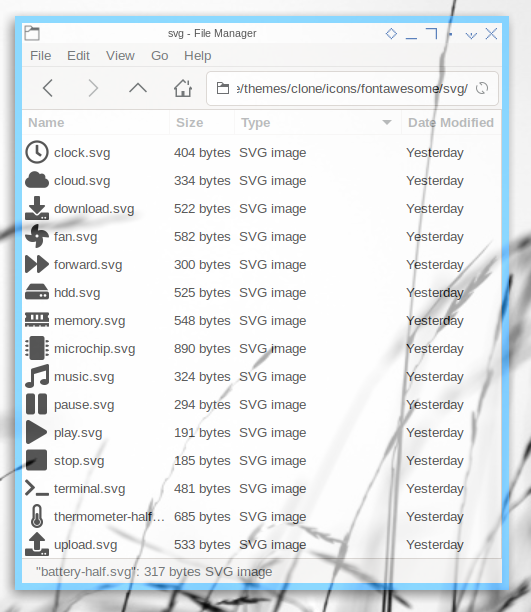 svg - File Manager
File Edit View Go Help
/themes/clone/icons/fontawesome/svg/
Name Size Type Date Modified
clock.svg 404 bytes SVG image Yesterday
cloud.svg 334 bytes SVG image Yesterday
download.svg 522 bytes SVG image Yesterday
fan.svg 582 bytes SVG image Yesterday
forward.svg 300 bytes SVG image Yesterday
hdd.svg 525 bytes SVG image Yesterday
memory.svg 548 bytes SVG image Yesterday
microchip.svg 890 bytes SVG image Yesterday
music.svg 324 bytes SVG image Yesterday
pause.svg 294 bytes SVG image Yesterday
play.svg 191 bytes SVG image Yesterday
stop.svg 185 bytes SVG image Yesterday
terminal.svg 481 bytes SVG image Yesterday
thermometer-half... 685 bytes SVG image Yesterday
upload.svg 533 bytes SVG image Yesterday
"battery-half.svg": 317 bytes SVG image